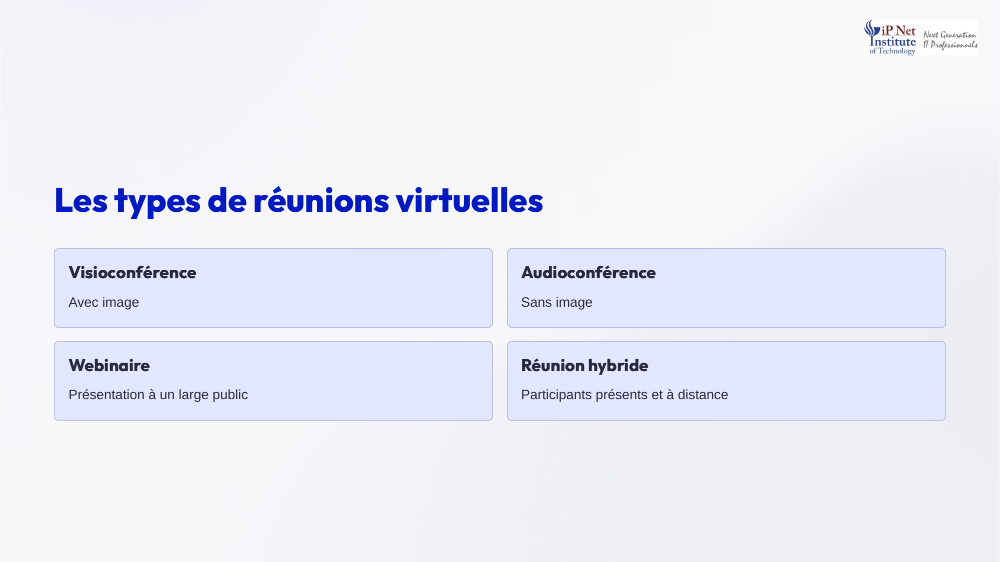 iP Net
Institute
of Technology
Next Generation
IT Professionnels
Les types de réunions virtuelles
Visioconférence
Avec image
Audioconférence
Sans image
Webinaire
Présentation à un large public
Réunion hybride
Participants présents et à distance